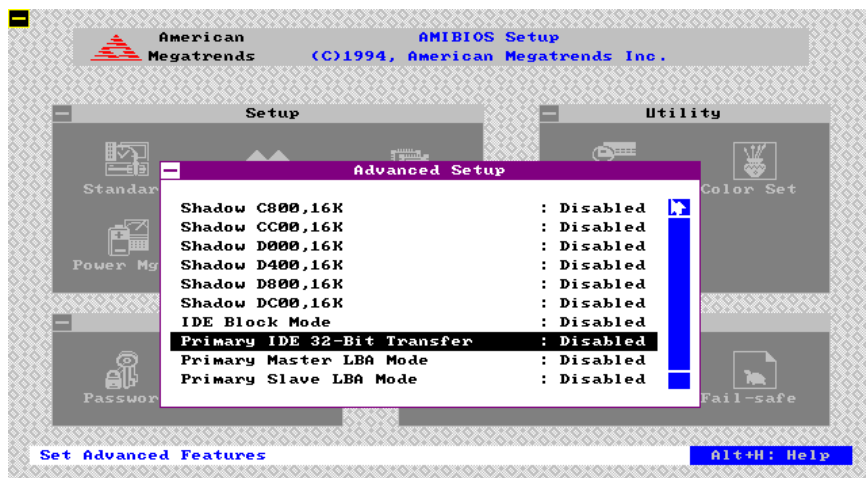 American Megatrends
AMIBIOS Setup
(C)1994, American Megatrends Inc.
Setup
Utility
Standar
Color Set
Power Mg
Advanced Setup
Shadow C800,16K : Disabled
Shadow CC00,16K : Disabled
Shadow D000,16K : Disabled
Shadow D400,16K : Disabled
Shadow D800,16K : Disabled
Shadow DC00,16K : Disabled
IDE Block Mode : Disabled
Primary IDE 32-Bit Transfer : Disabled
Primary Master LBA Mode : Disabled
Primary Slave LBA Mode : Disabled
Passwor
Fail-safe
Set Advanced Features
Alt+H: Help